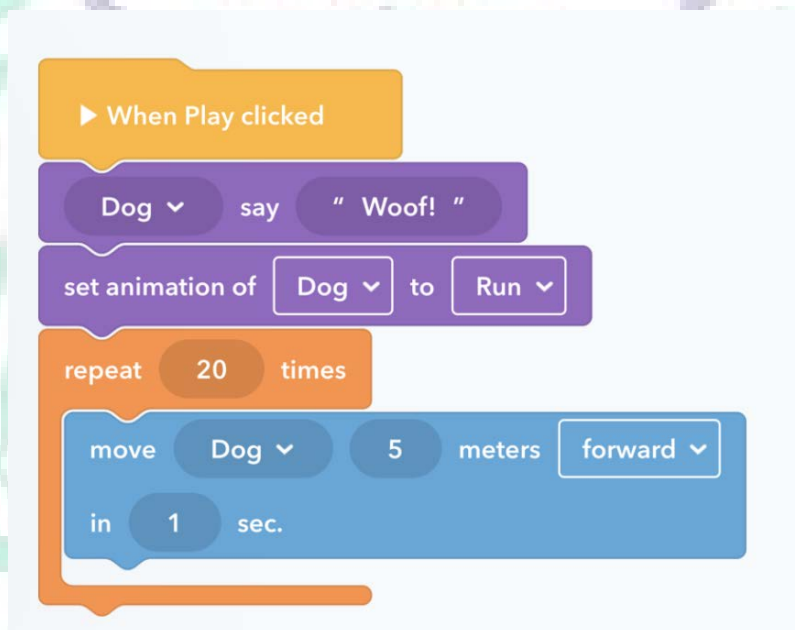 When Play clicked
Dog say " Woof! "
set animation of Dog to Run
repeat 20 times
move Dog 5 meters forward
in 1 sec.